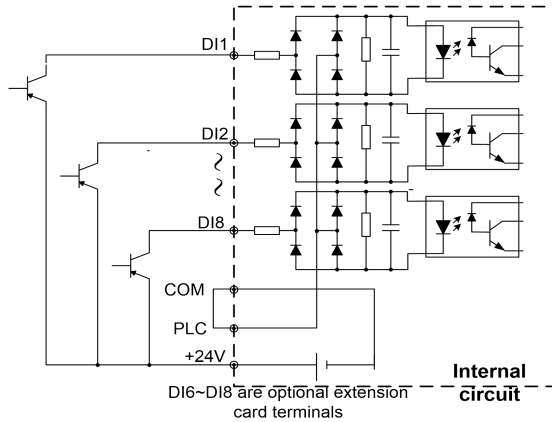 DI1
DI2
DI8
COM
PLC
+24V
Internal
circuit
DI6~DI8 are optional extension
card terminals